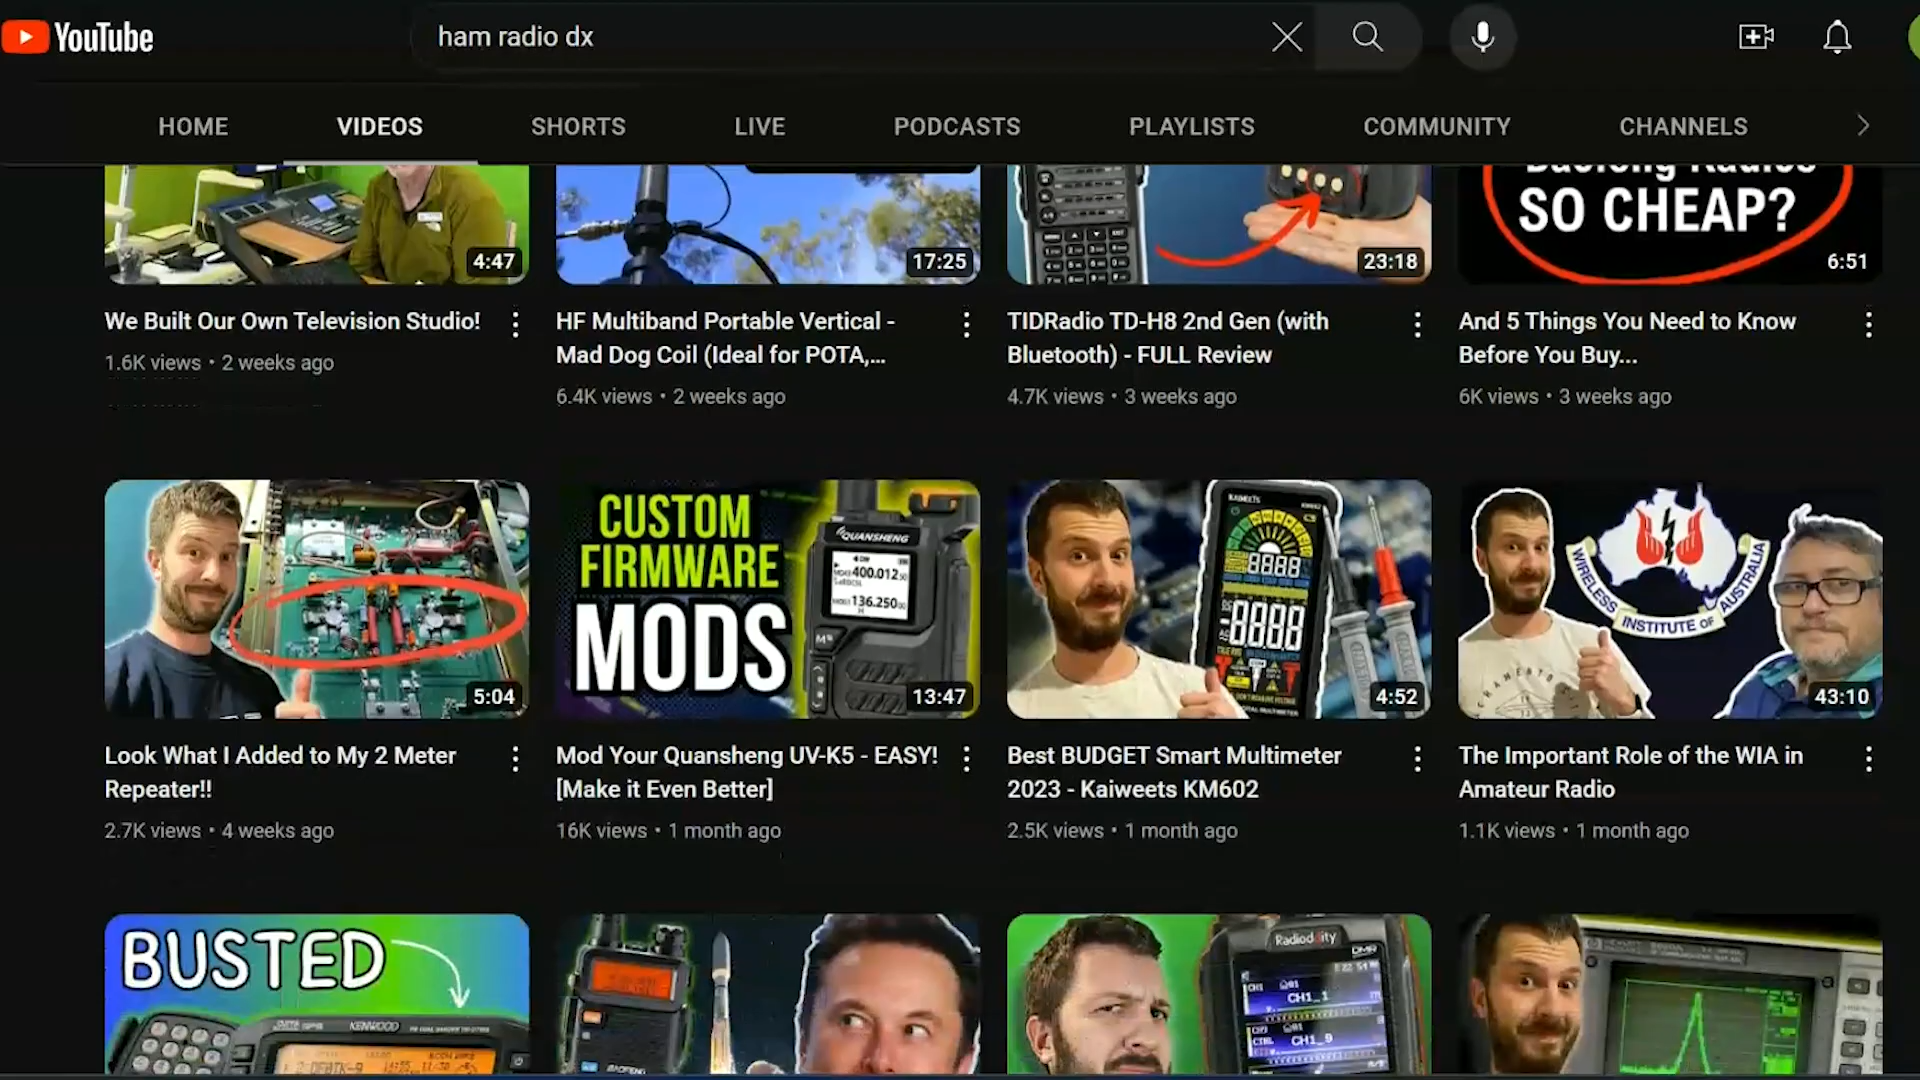 YouTube
ham radio dx
HOME VIDEOS SHORTS LIVE PODCASTS PLAYLISTS COMMUNITY CHANNELS
4:47
17:25
23:18
Baofeng Radios
SO CHEAP?
6:51
We Built Our Own Television Studio!
1.6K views • 2 weeks ago
HF Multiband Portable Vertical -
Mad Dog Coil (Ideal for POTA,...
6.4K views • 2 weeks ago
TIDRadio TD-H8 2nd Gen (with
Bluetooth) - FULL Review
4.7K views • 3 weeks ago
And 5 Things You Need to Know
Before You Buy...
6K views • 3 weeks ago
5:04
CUSTOM
FIRMWARE
MODS
QUANSHENG
400.012
136.250
13:47
KAIWEETS
8888
8888
4:52
WIRELESS
INSTITUTE OF
AUSTRALIA
43:10
Look What I Added to My 2 Meter
Repeater!!
2.7K views • 4 weeks ago
Mod Your Quansheng UV-K5 - EASY!
[Make it Even Better]
16K views • 1 month ago
Best BUDGET Smart Multimeter
2023 - Kaiweets KM602
2.5K views • 1 month ago
The Important Role of the WIA in
Amateur Radio
1.1K views • 1 month ago
BUSTED
KENWOOD
BAOFENG
Radioddity
DMR
CH1_1
CH1_9